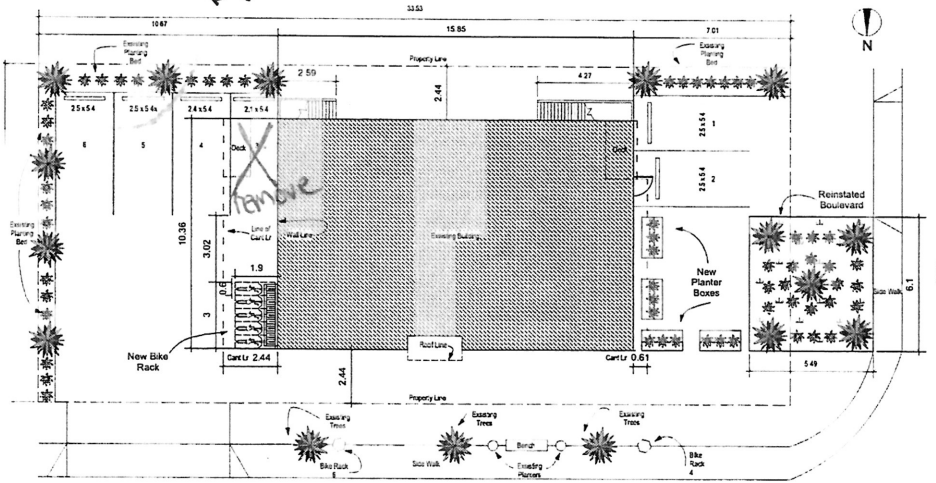 33.53
10.67
15.85
7.01
N
Existing
Planting
Bed
Property Line
Existing
Planting
Bed
2.59
2.44
4.27
2.5 x 5.4
2.5 x 5.4
2.4 x 5.4
2.1 x 5.4
6
5
4
Deck
remove
Deck
2.5 x 5.4
1
2.5 x 5.4
2
Reinstated
Boulevard
Existing
Planting
Bed
10.36
3.02
Line of
Cant Lr
Wall Line
Existing Building
1.9
0.6
3
New
Planter
Boxes
Side Walk
6.1
New Bike
Rack
Cant Lr 2.44
Roof Line
Cant Lr 0.61
5.49
2.44
Property Line
Existing
Trees
Existing
Trees
Existing
Trees
Bike Rack
6
Side Walk
Bench
Existing
Planters
Bike
Rack
4